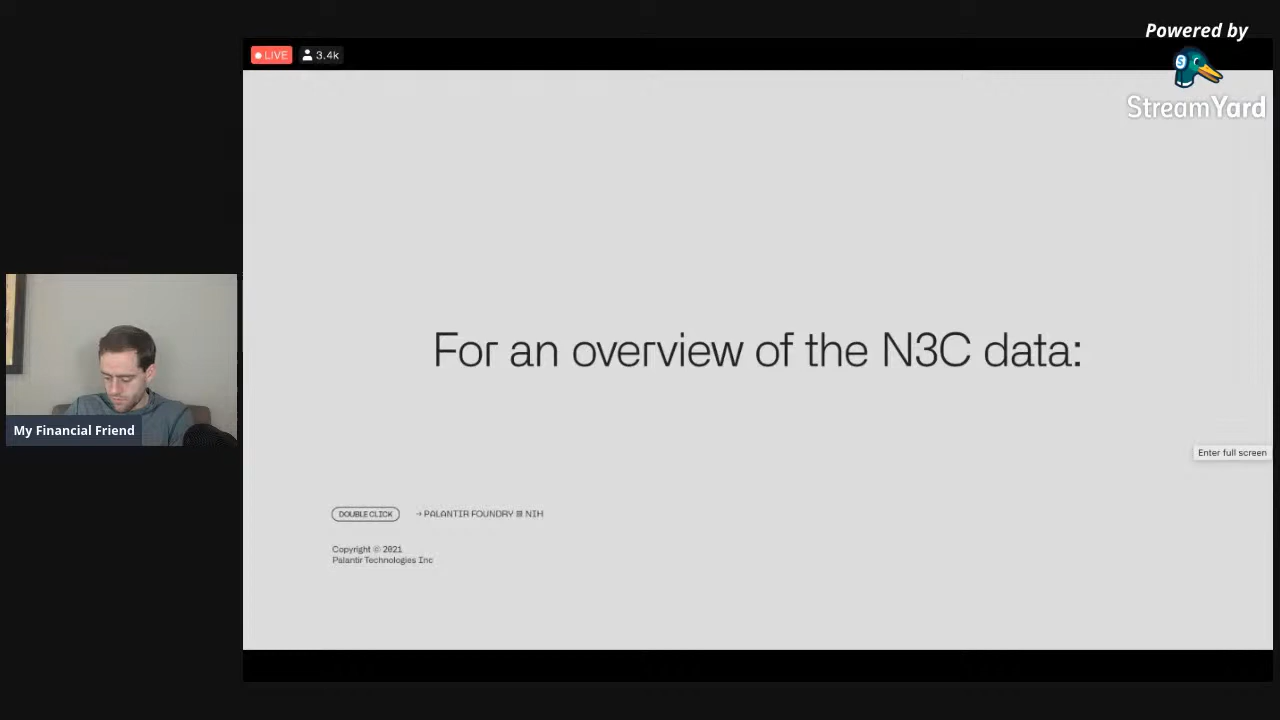 Powered by
StreamYard
LIVE 3.4k
For an overview of the N3C data:
Enter full screen
My Financial Friend
DOUBLE CLICK → PALANTIR FOUNDRY NIH
Copyright © 2021
Palantir Technologies Inc